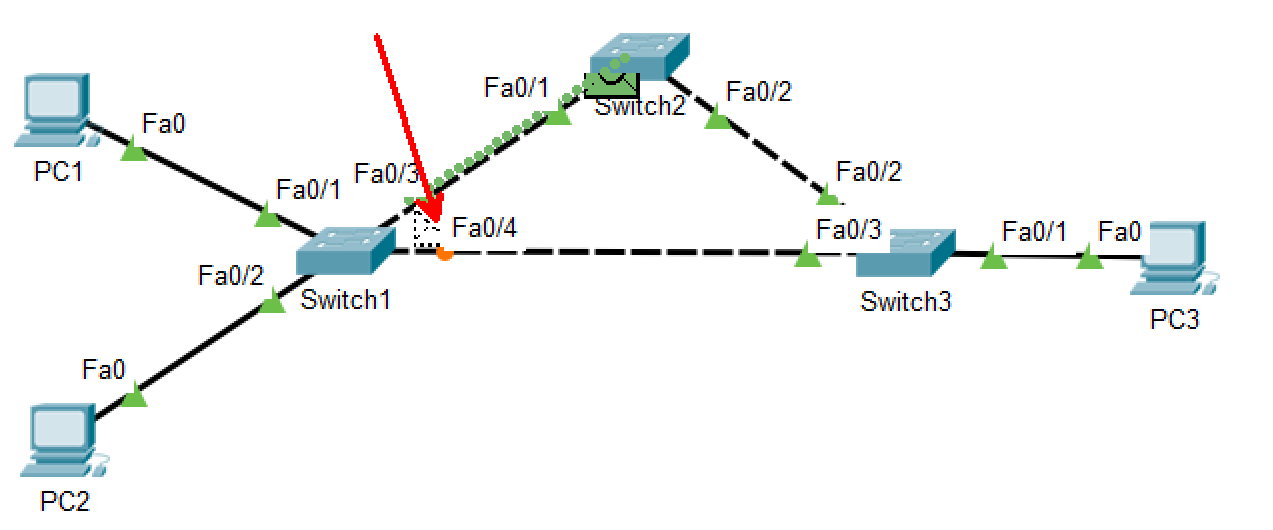 Fa0/1
Switch2
Fa0/2
PC1
Fa0
Fa0/1
Fa0/3
Fa0/4
Fa0/2
Switch1
Fa0/2
Fa0/3
Switch3
Fa0/1
Fa0
PC3
Fa0
PC2